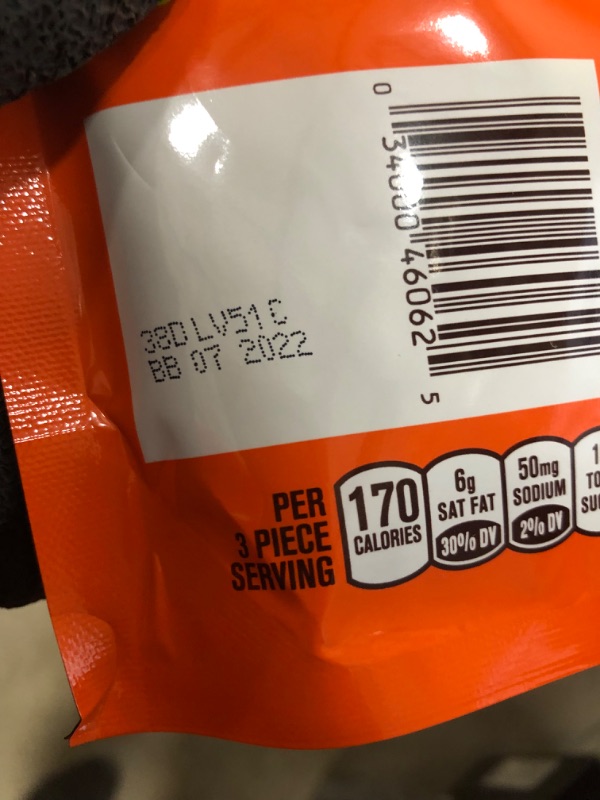 0 34000 46062 5
38D LV51 C
BB 07 2022
PER
3 PIECE
SERVING
170
CALORIES
6g
SAT FAT
30% DV
50mg
SODIUM
2% DV